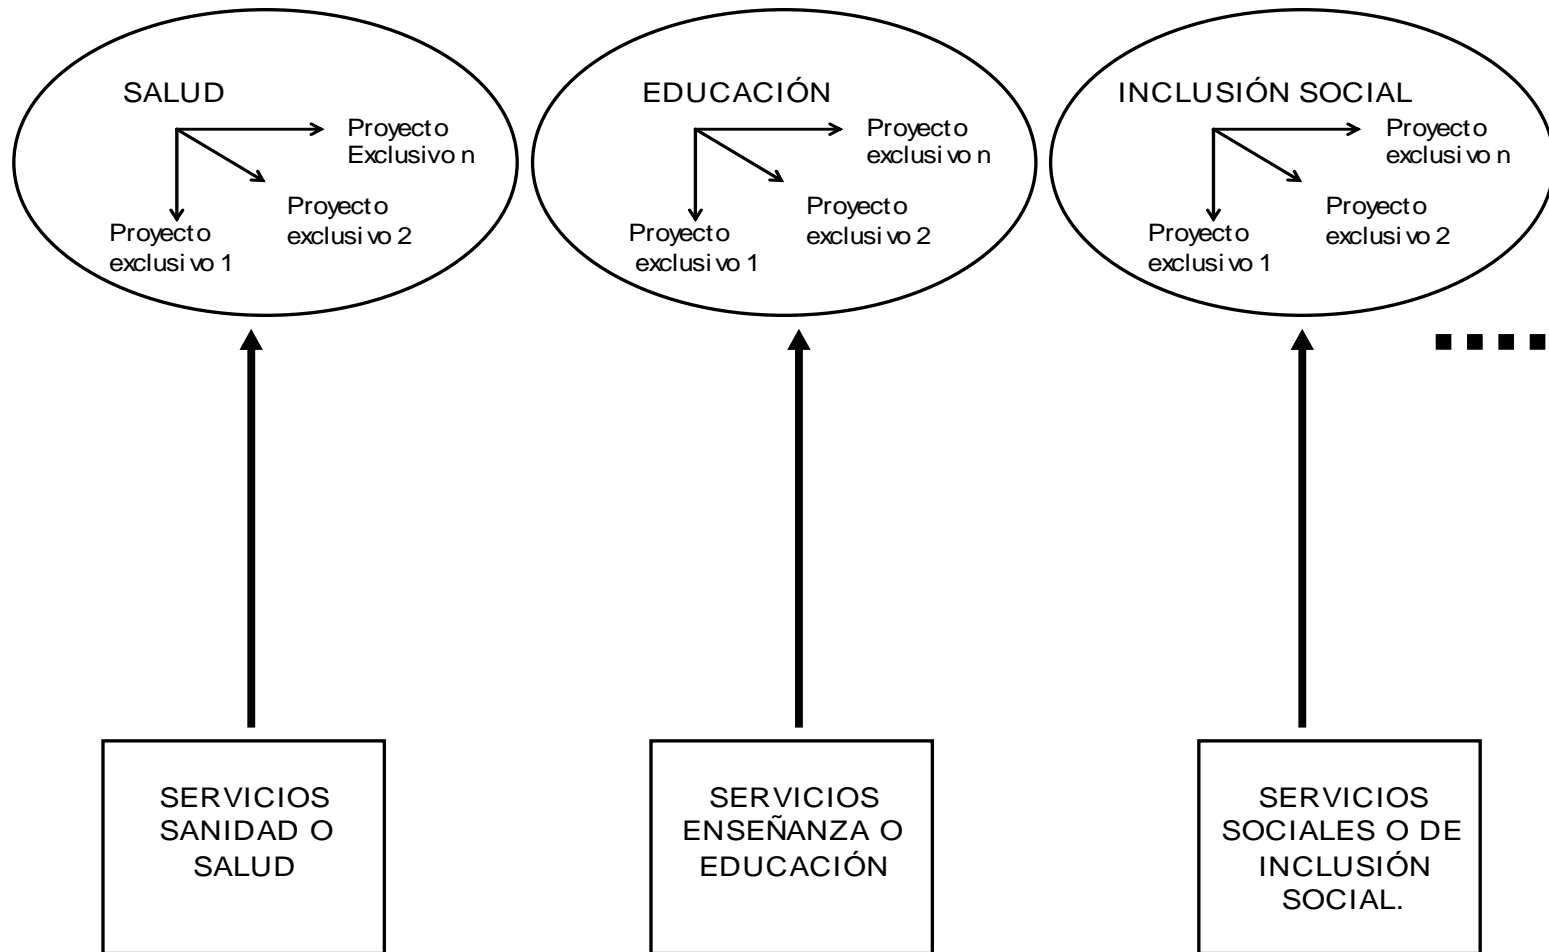 SALUD
Proyecto
Exclusivo n
Proyecto
exclusivo 2
Proyecto
exclusivo 1
EDUCACIÓN
Proyecto
exclusivo n
Proyecto
exclusivo 2
Proyecto
exclusivo 1
INCLUSIÓN SOCIAL
Proyecto
exclusivo n
Proyecto
exclusivo 2
Proyecto
exclusivo 1
SERVICIOS
SANIDAD O
SALUD
SERVICIOS
ENSEÑANZA O
EDUCACIÓN
SERVICIOS
SOCIALES O DE
INCLUSIÓN
SOCIAL.